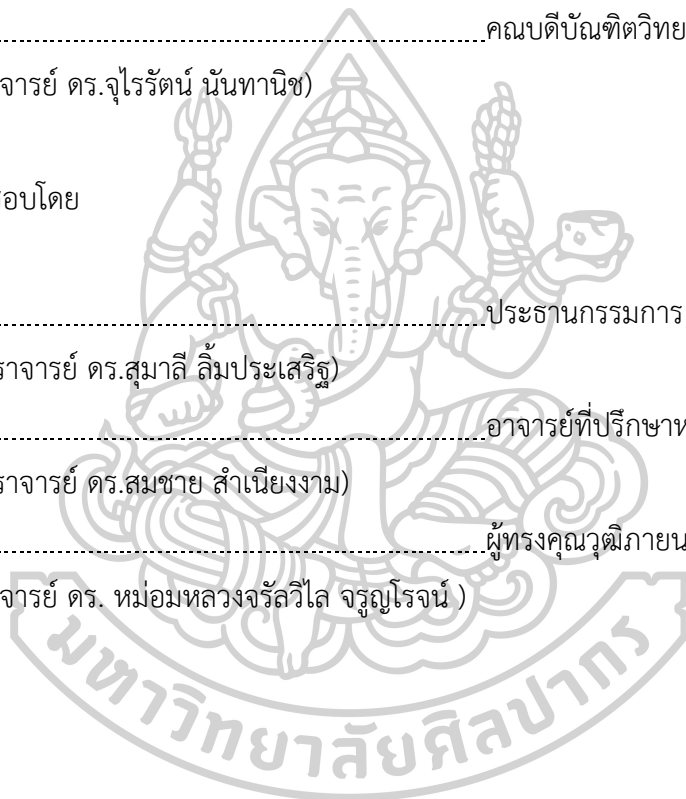 คณบดีบัณฑิตวิทย
จารย์ ดร.จุไรรัตน์ นันทานิช)
อบโดย
ประธานกรรมการ
ราจารย์ ดร.สุมาลี ลิ้มประเสริฐ)
อาจารย์ที่ปรึกษาห
ราจารย์ ดร.สมชาย สำเนียงงาม)
ผู้ทรงคุณวุฒิภายน
จารย์ ดร. หม่อมหลวงจรัลวิไล จรูญโรจน์ )
มหาวิทยาลัยศิลปากร